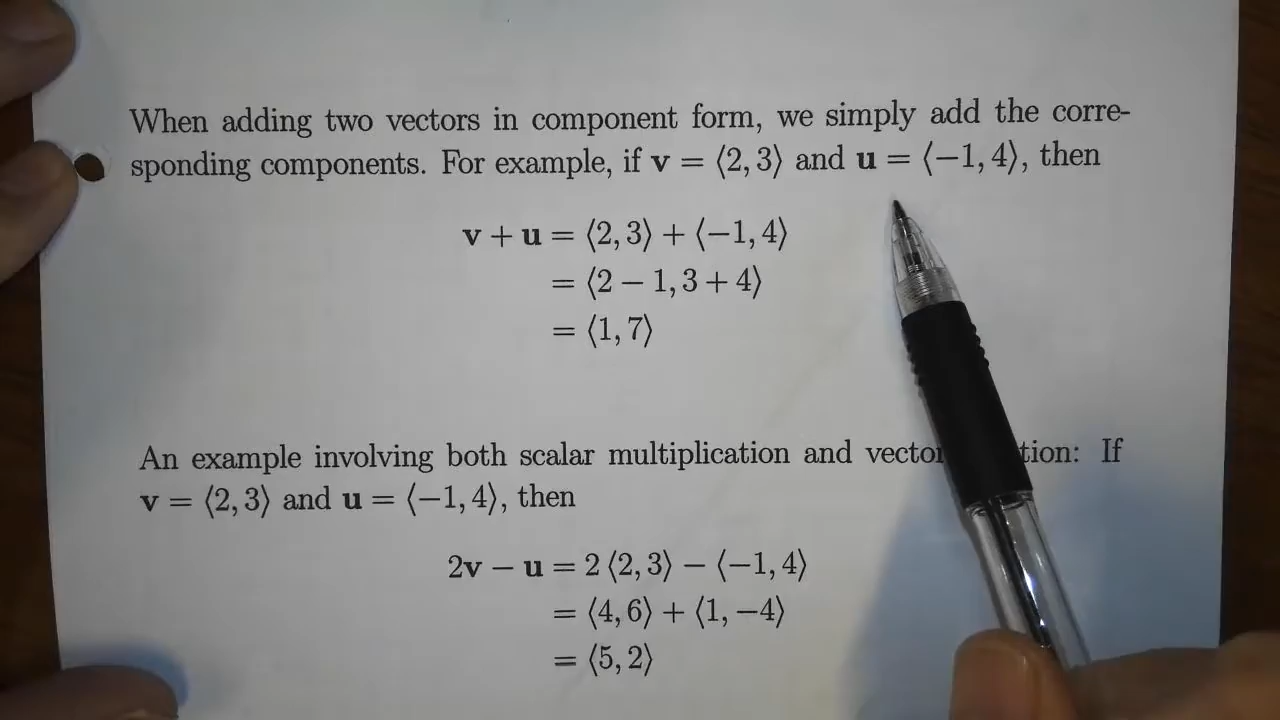 When adding two vectors in component form, we simply add the corre-
sponding components. For example, if v = ⟨2, 3⟩ and u = ⟨−1, 4⟩, then
v + u = ⟨2, 3⟩ + ⟨−1, 4⟩
= ⟨2 − 1, 3 + 4⟩
= ⟨1, 7⟩
An example involving both scalar multiplication and vector tion: If
v = ⟨2, 3⟩ and u = ⟨−1, 4⟩, then
2v − u = 2 ⟨2, 3⟩ − ⟨−1, 4⟩
= ⟨4, 6⟩ + ⟨1, −4⟩
= ⟨5, 2⟩